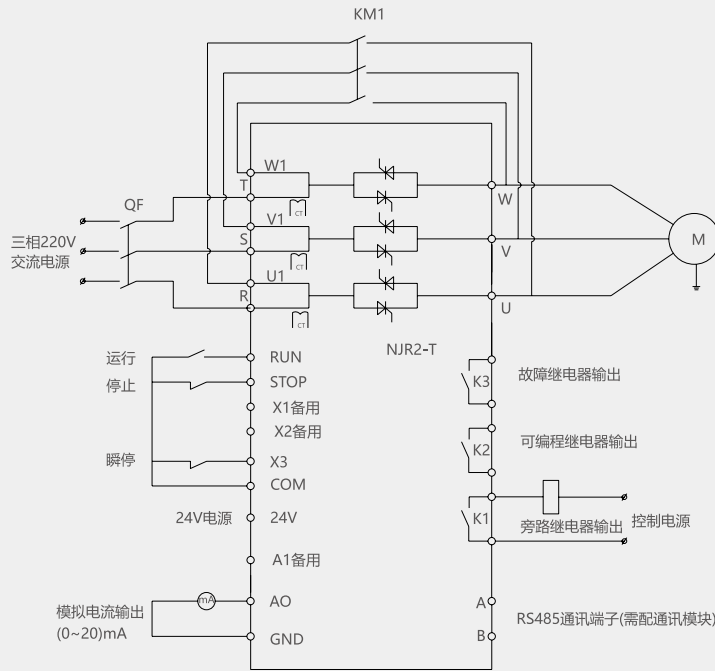 KM1
W1
T
CT
W
QF
V1
S
CT
V
三相220V
交流电源
M
U1
R
CT
U
NJR2-T
运行
RUN
停止
STOP
K3
故障继电器输出
X1备用
X2备用
K2
可编程继电器输出
瞬停
X3
COM
24V电源
24V
K1
旁路继电器输出
控制电源
A1备用
模拟电流输出
(0~20)mA
mA
AO
GND
A
B
RS485通讯端子(需配通讯模块)